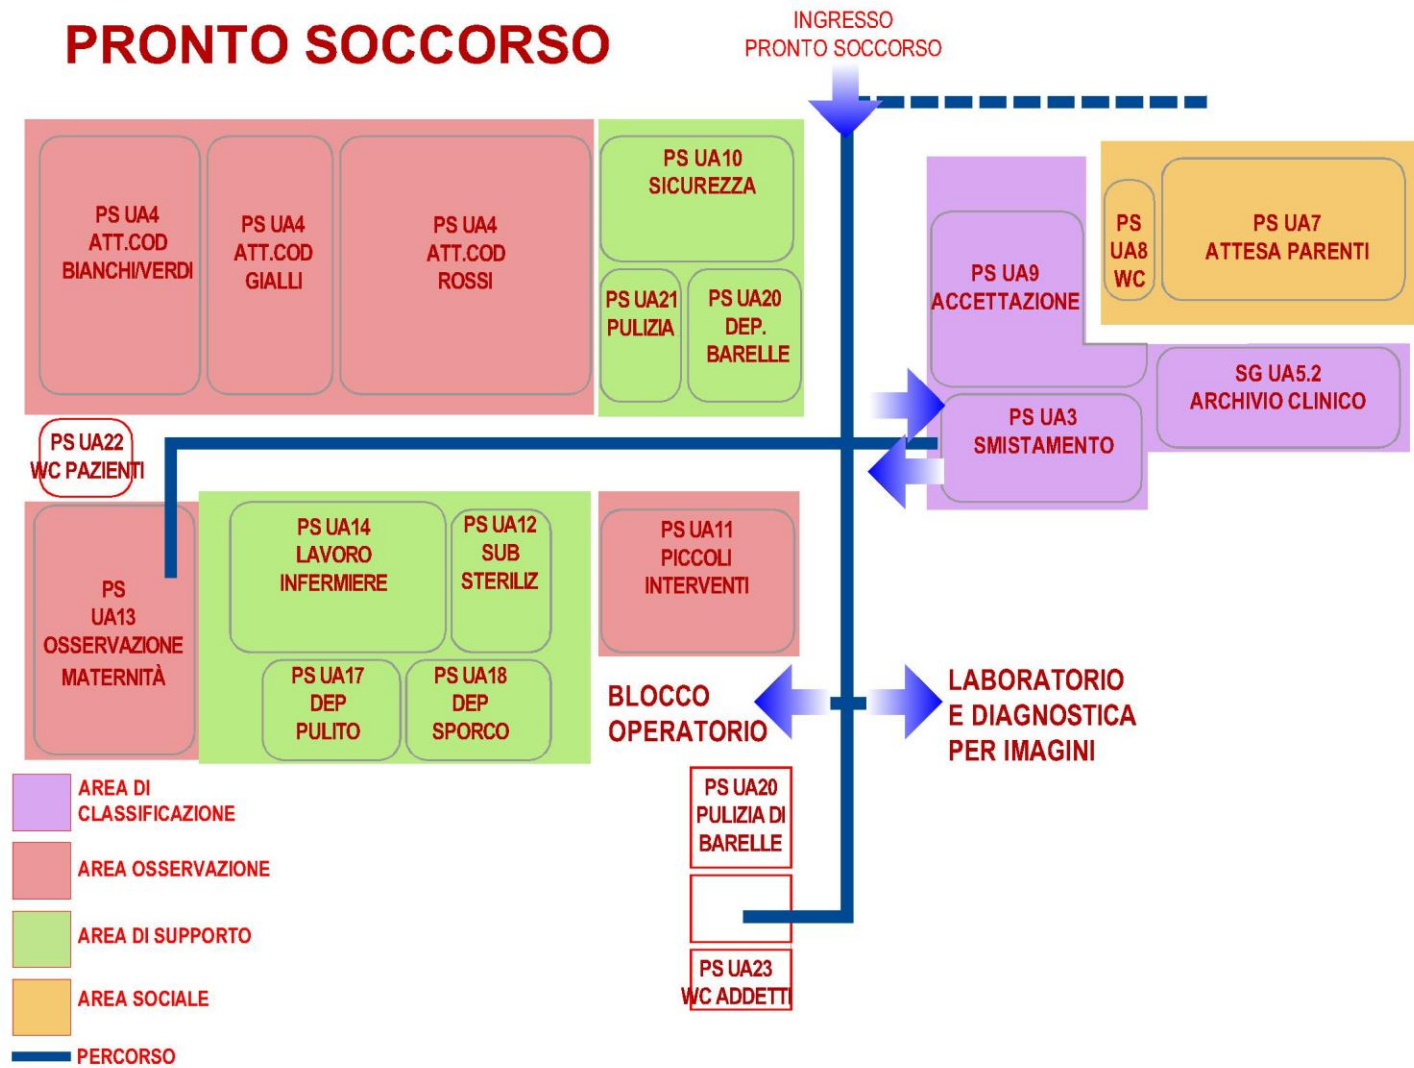 PRONTO SOCCORSO
INGRESSO
PRONTO SOCCORSO
PS UA4
ATT.COD
BIANCHI/VERDI
PS UA4
ATT.COD
GIALLI
PS UA4
ATT.COD
ROSSI
PS UA10
SICUREZZA
PS UA21
PULIZIA
PS UA20
DEP.
BARELLE
PS UA9
ACCETTAZIONE
PS
UA8
WC
PS UA7
ATTESA PARENTI
SG UA5.2
ARCHIVIO CLINICO
PS UA3
SMISTAMENTO
PS UA22
WC PAZIENTI
PS
UA13
OSSERVAZIONE
MATERNITÀ
PS UA14
LAVORO
INFERMIERE
PS UA12
SUB
STERILIZ
PS UA11
PICCOLI
INTERVENTI
PS UA17
DEP
PULITO
PS UA18
DEP
SPORCO
BLOCCO
OPERATORIO
LABORATORIO
E DIAGNOSTICA
PER IMAGINI
PS UA20
PULIZIA DI
BARELLE
PS UA23
WC ADDETTI
AREA DI
CLASSIFICAZIONE
AREA OSSERVAZIONE
AREA DI SUPPORTO
AREA SOCIALE
PERCORSO